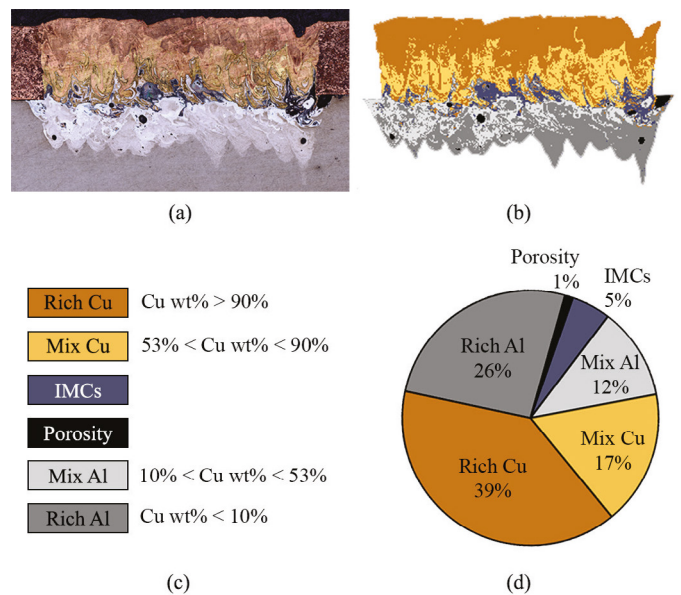 (a)
(b)
Rich Cu Cu wt% > 90%
Mix Cu 53% < Cu wt% < 90%
IMCs
Porosity
Mix Al 10% < Cu wt% < 53%
Rich Al Cu wt% < 10%
(c)
Porosity
1%
IMCs
5%
Mix Al
12%
Mix Cu
17%
Rich Cu
39%
Rich Al
26%
(d)